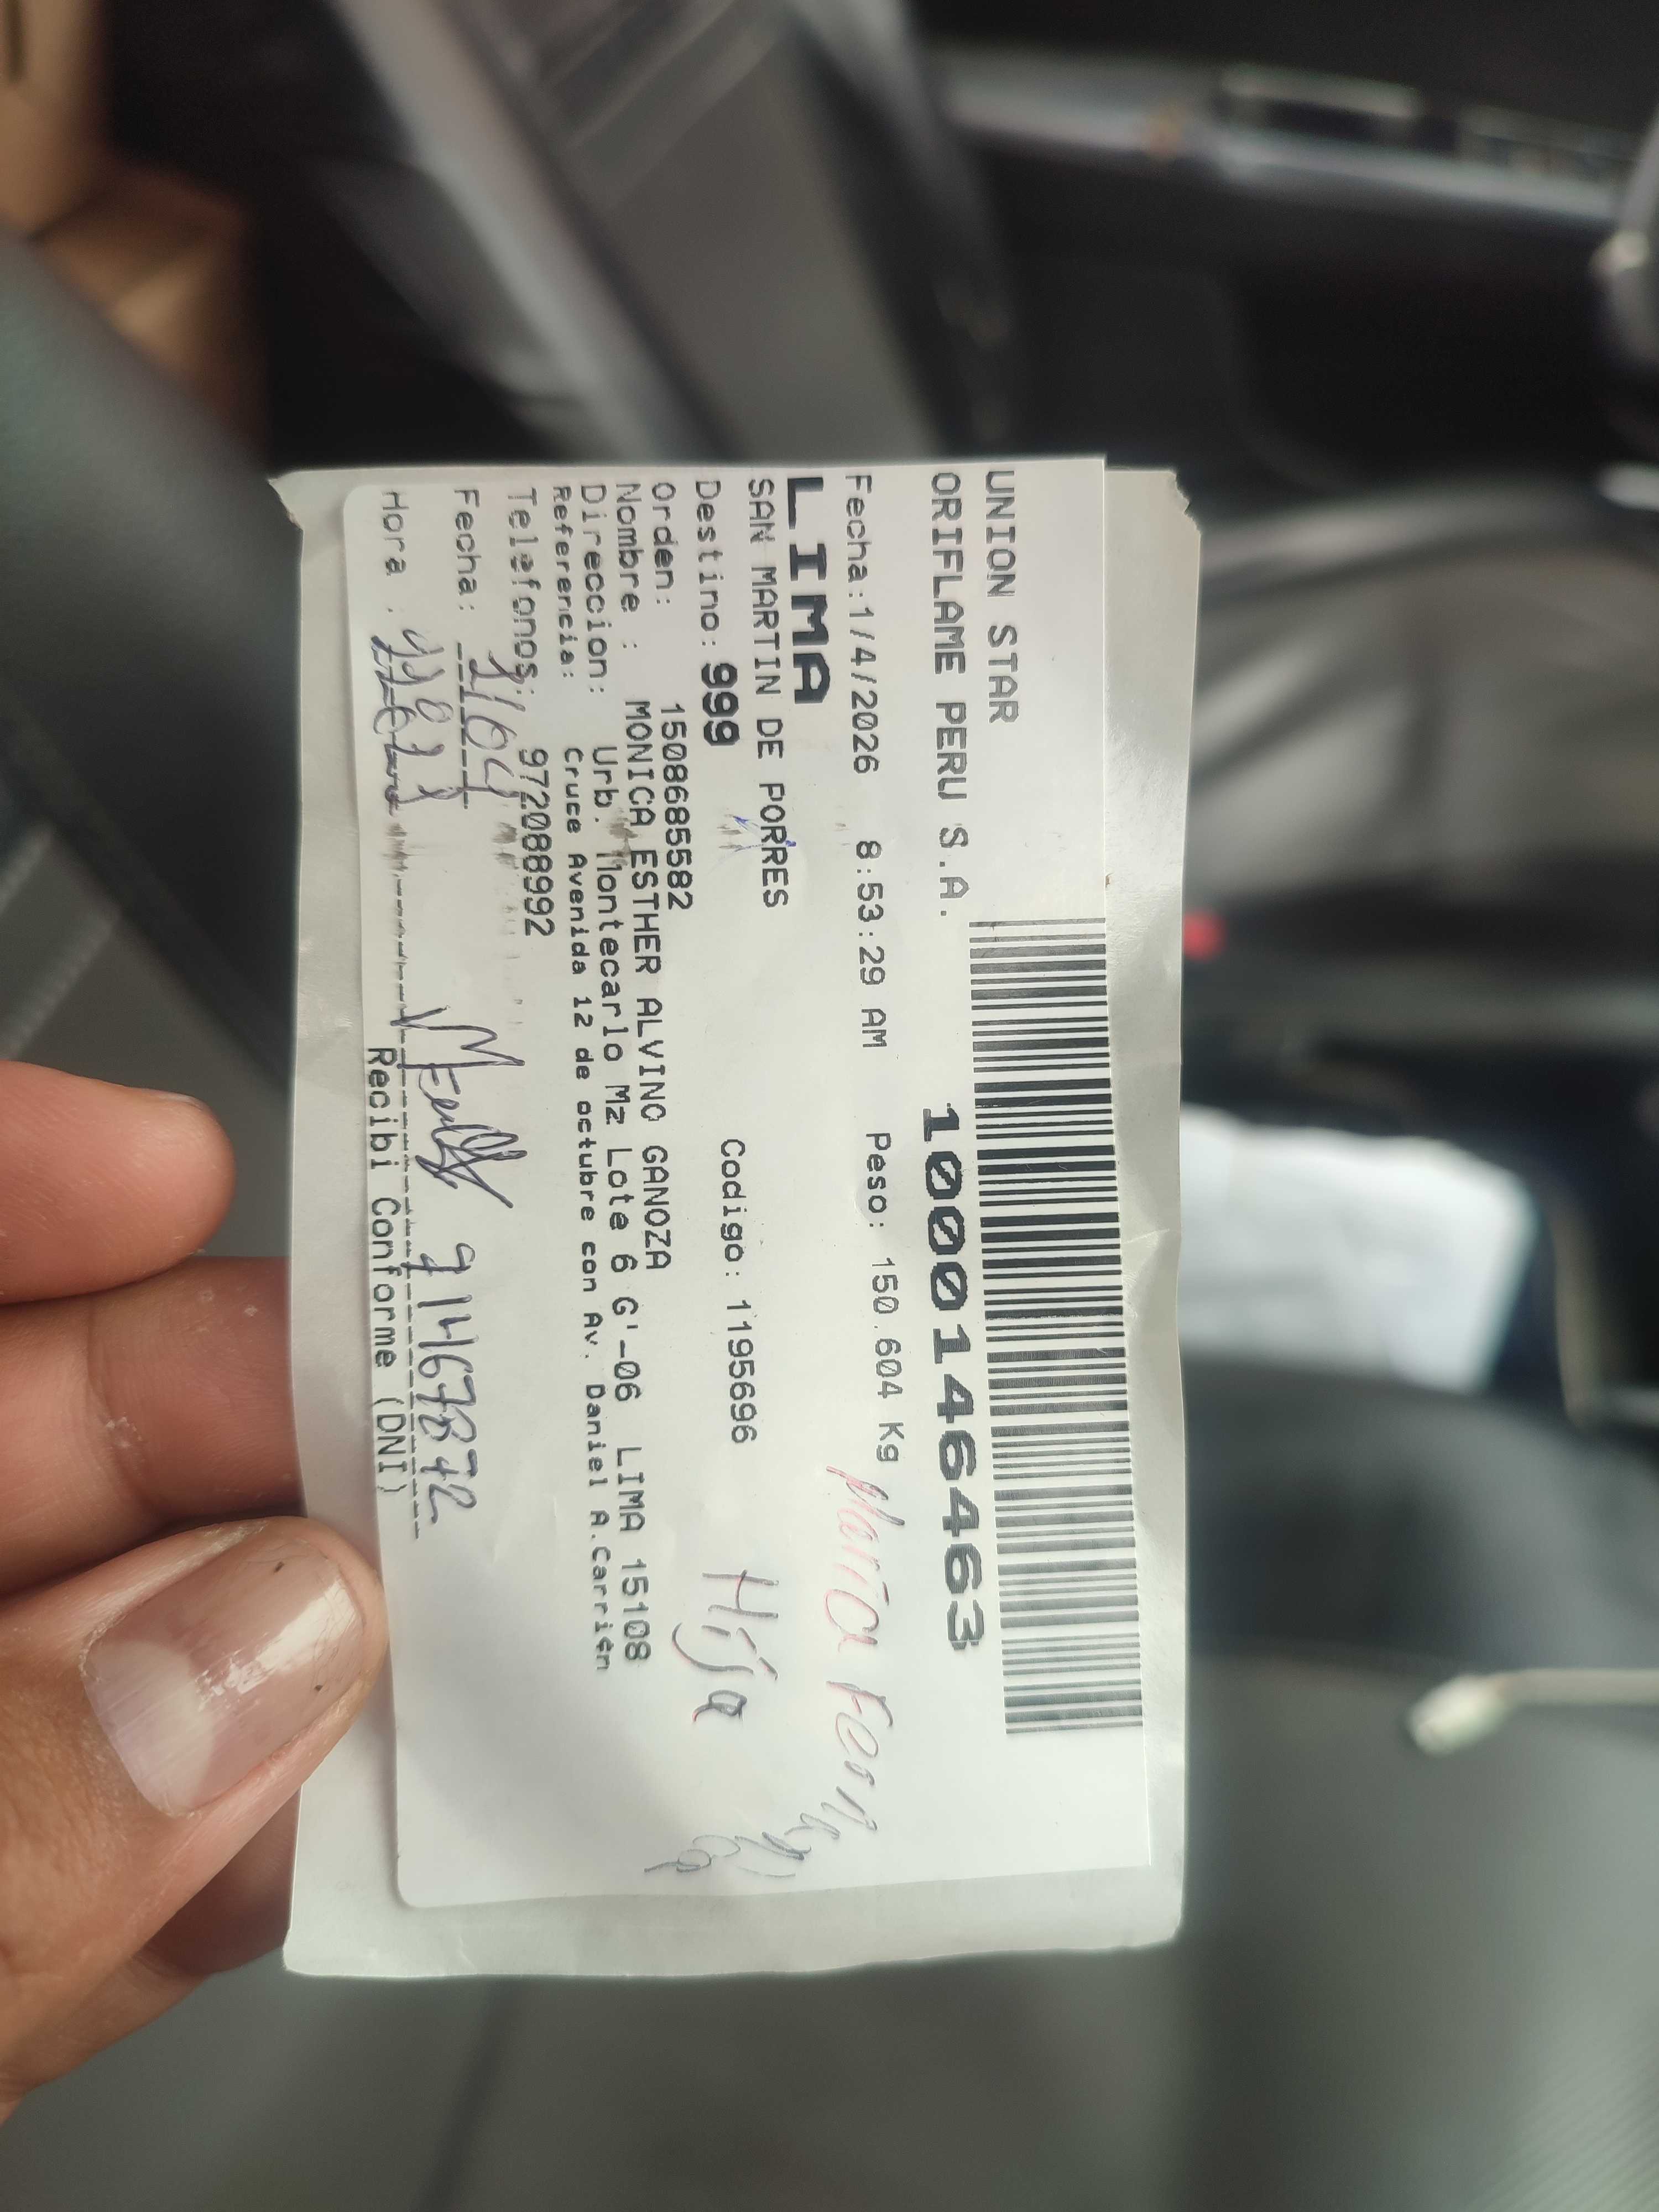 UNION STAR
ORIFLAME PERU S.A. 1000146463
Fecha:1/4/2026 8:53:29 AM Peso: 150.604 Kg
LIMA
María Fernanda
SAN MARTIN DE PORRES
Destino: 999 Codigo: 1195696
Hija
Orden: 1508685582
Nombre : MONICA ESTHER ALVINO GANOZA
Direccion: Urb. Montecarlo Mz Lote 6 G'-06 LIMA 15108
Referencia: Cruce Avenida 12 de octubre con Av. Daniel A.Carrión
Telefonos: 972088992
Fecha:
Hora :
Recibi Conforme (DNI)